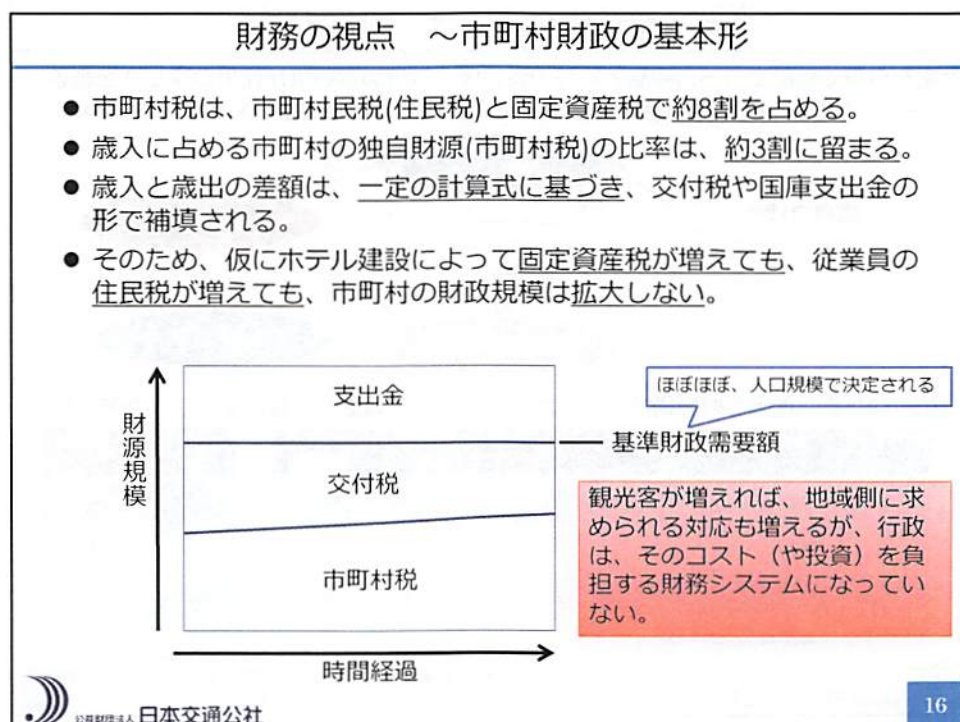 財務の視点　～市町村財政の基本形
● 市町村税は、市町村民税(住民税)と固定資産税で約8割を占める。
● 歳入に占める市町村の独自財源(市町村税)の比率は、約3割に留まる。
● 歳入と歳出の差額は、一定の計算式に基づき、交付税や国庫支出金の
形で補填される。
● そのため、仮にホテル建設によって固定資産税が増えても、従業員の
住民税が増えても、市町村の財政規模は拡大しない。
財源規模
支出金
交付税
市町村税
時間経過
ほぼほぼ、人口規模で決定される
基準財政需要額
観光客が増えれば、地域側に求
められる対応も増えるが、行政
は、そのコスト（や投資）を負
担する財務システムになってい
ない。
公益財団法人 日本交通公社
16